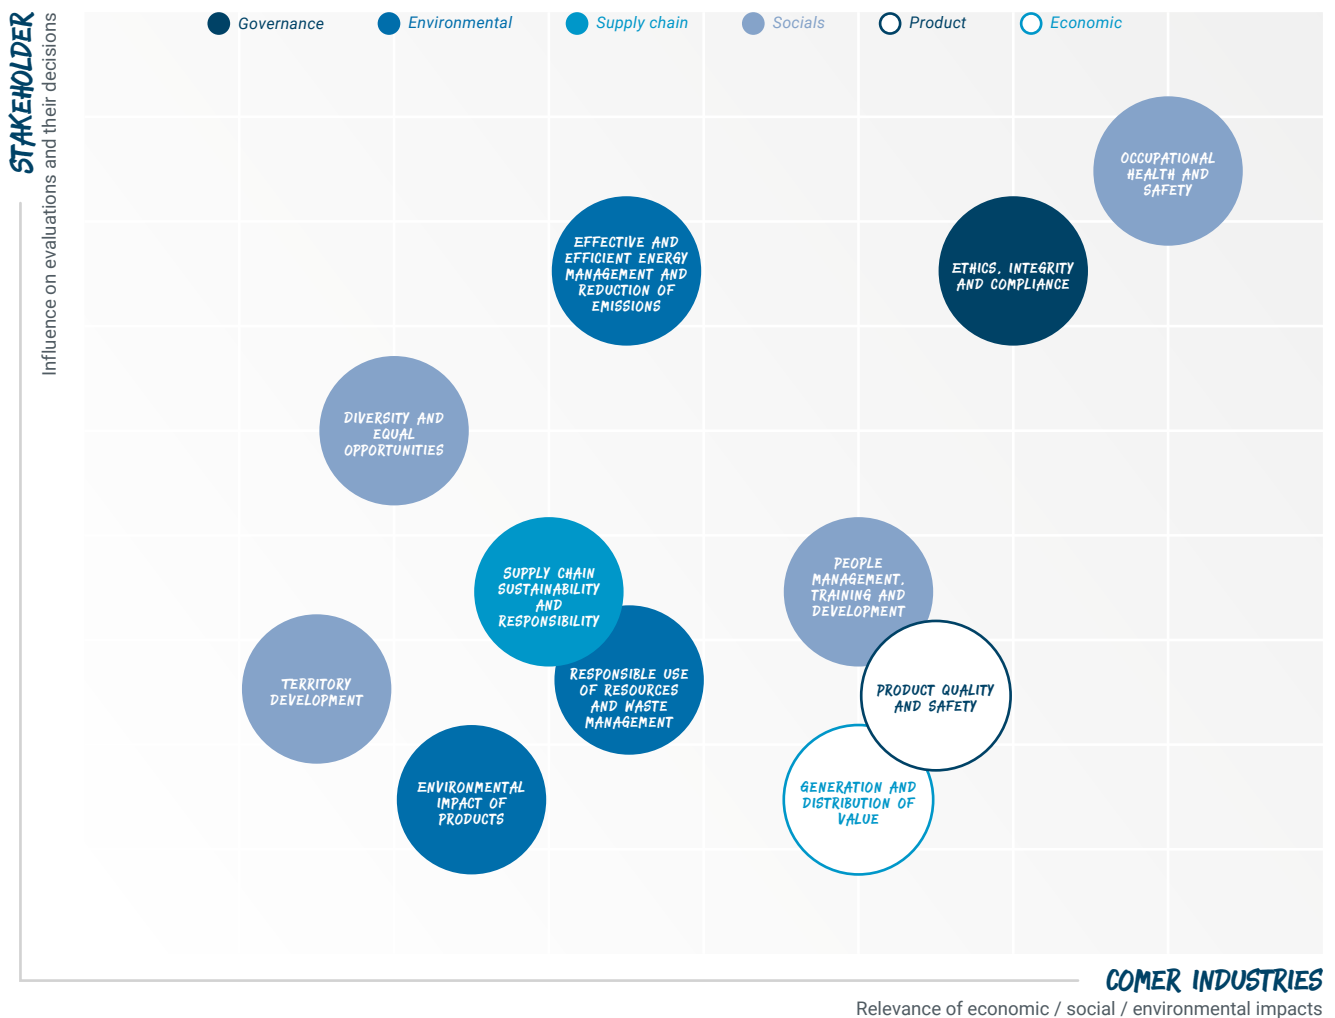 Governance
Environmental
Supply chain
Socials
Product
Economic
STAKEHOLDER
Influence on evaluations and their decisions
OCCUPATIONAL
HEALTH AND
SAFETY
EFFECTIVE AND
EFFICIENT ENERGY
MANAGEMENT AND
REDUCTION OF
EMISSIONS
ETHICS, INTEGRITY
AND COMPLIANCE
DIVERSITY AND
EQUAL
OPPORTUNITIES
SUPPLY CHAIN
SUSTAINABILITY
AND
RESPONSIBILITY
PEOPLE
MANAGEMENT,
TRAINING AND
DEVELOPMENT
TERRITORY
DEVELOPMENT
RESPONSIBLE USE
OF RESOURCES
AND WASTE
MANAGEMENT
PRODUCT QUALITY
AND SAFETY
ENVIRONMENTAL
IMPACT OF
PRODUCTS
GENERATION AND
DISTRIBUTION OF
VALUE
COMER INDUSTRIES
Relevance of economic / social / environmental impacts